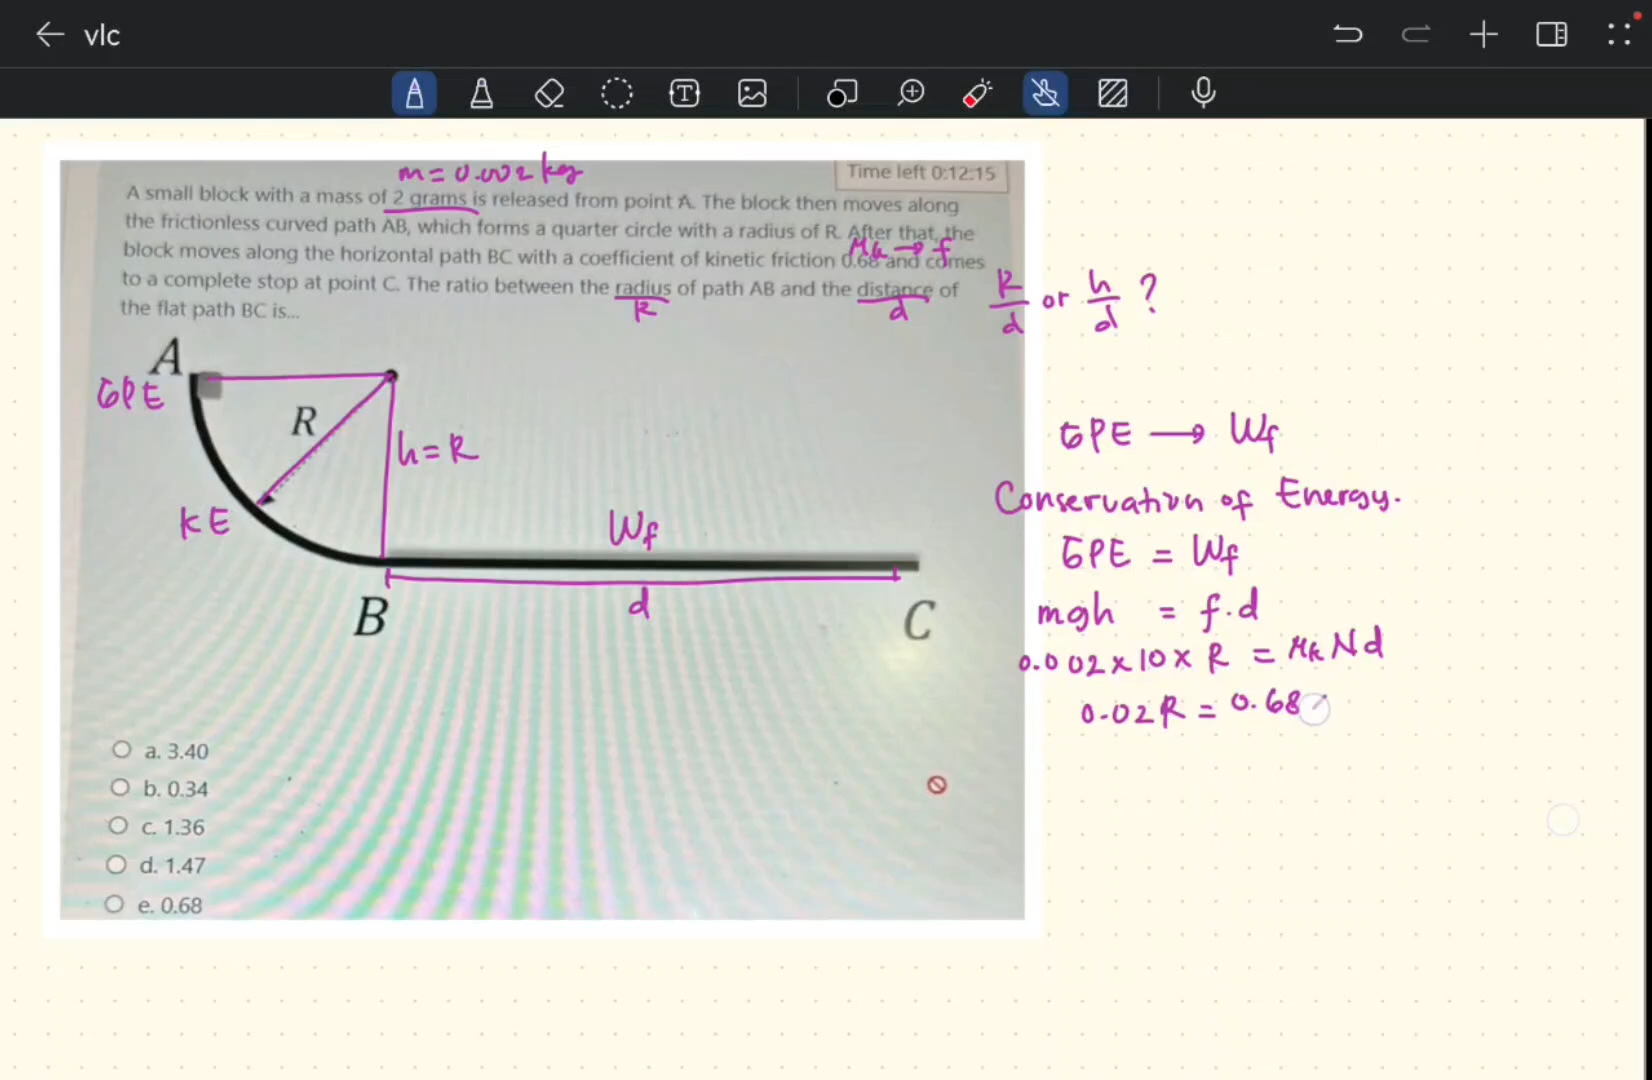 vlc
m = 0.002 kg
Time left 0:12:15
A small block with a mass of 2 grams is released from point A. The block then moves along
the frictionless curved path AB, which forms a quarter circle with a radius of R. After that, the
μk → f
block moves along the horizontal path BC with a coefficient of kinetic friction 0.68 and comes
to a complete stop at point C. The ratio between the radius of path AB and the distance of
R/d or h/d ?
the flat path BC is...
R
d
A
GPE
R
h = R
KE
Wf
B
d
C
GPE → Wf
Conservation of Energy.
GPE = Wf
mgh = f.d
0.002 x 10 x R = μk N d
0.02R = 0.68
a. 3.40
b. 0.34
c. 1.36
d. 1.47
e. 0.68